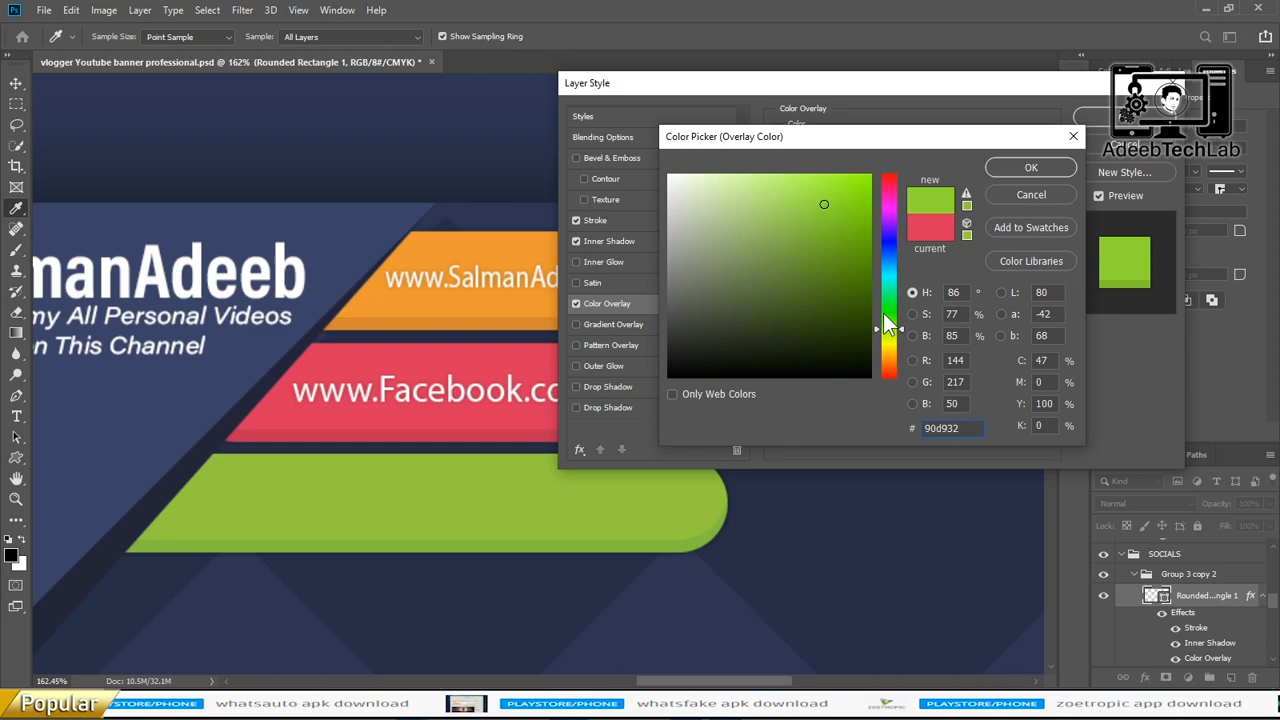 Ps File Edit Image Layer Type Select Filter 3D View Window Help
Sample Size: Point Sample Sample: All Layers Show Sampling Ring
vlogger Youtube banner professional.psd @ 162% (Rounded Rectangle 1, RGB/8#/CMYK) * ×
Layer Style
AdeebTechLab
Styles
Blending Options
Bevel & Emboss
Contour
Texture
Stroke
Inner Shadow
Inner Glow
Satin
Color Overlay
Gradient Overlay
Pattern Overlay
Outer Glow
Drop Shadow
Drop Shadow
fx
Color Overlay
Color
Color Picker (Overlay Color)
new
current
OK
Cancel
Add to Swatches
Color Libraries
H: 86 ° L: 80
S: 77 % a: -42
B: 85 % b: 68
R: 144 C: 47 %
G: 217 M: 0 %
B: 50 Y: 100 %
# 90d932 K: 0 %
Only Web Colors
New Style...
Preview
manAdeeb
my All Personal Videos
n This Channel
www.SalmanAd
www.Facebook.co
Paths
Kind
Normal Opacity: 100%
Lock: Fill: 100%
SOCIALS
Group 3 copy 2
Rounded...ngle 1 fx
Effects
Stroke
Inner Shadow
Color Overlay
162.45% Doc: 10.5M/32.1M
Popular PLAYSTORE/PHONE whatsauto apk download PLAYSTORE/PHONE whatsfake apk download ZOETROPIC PLAYSTORE/PHONE zoetropic apk download